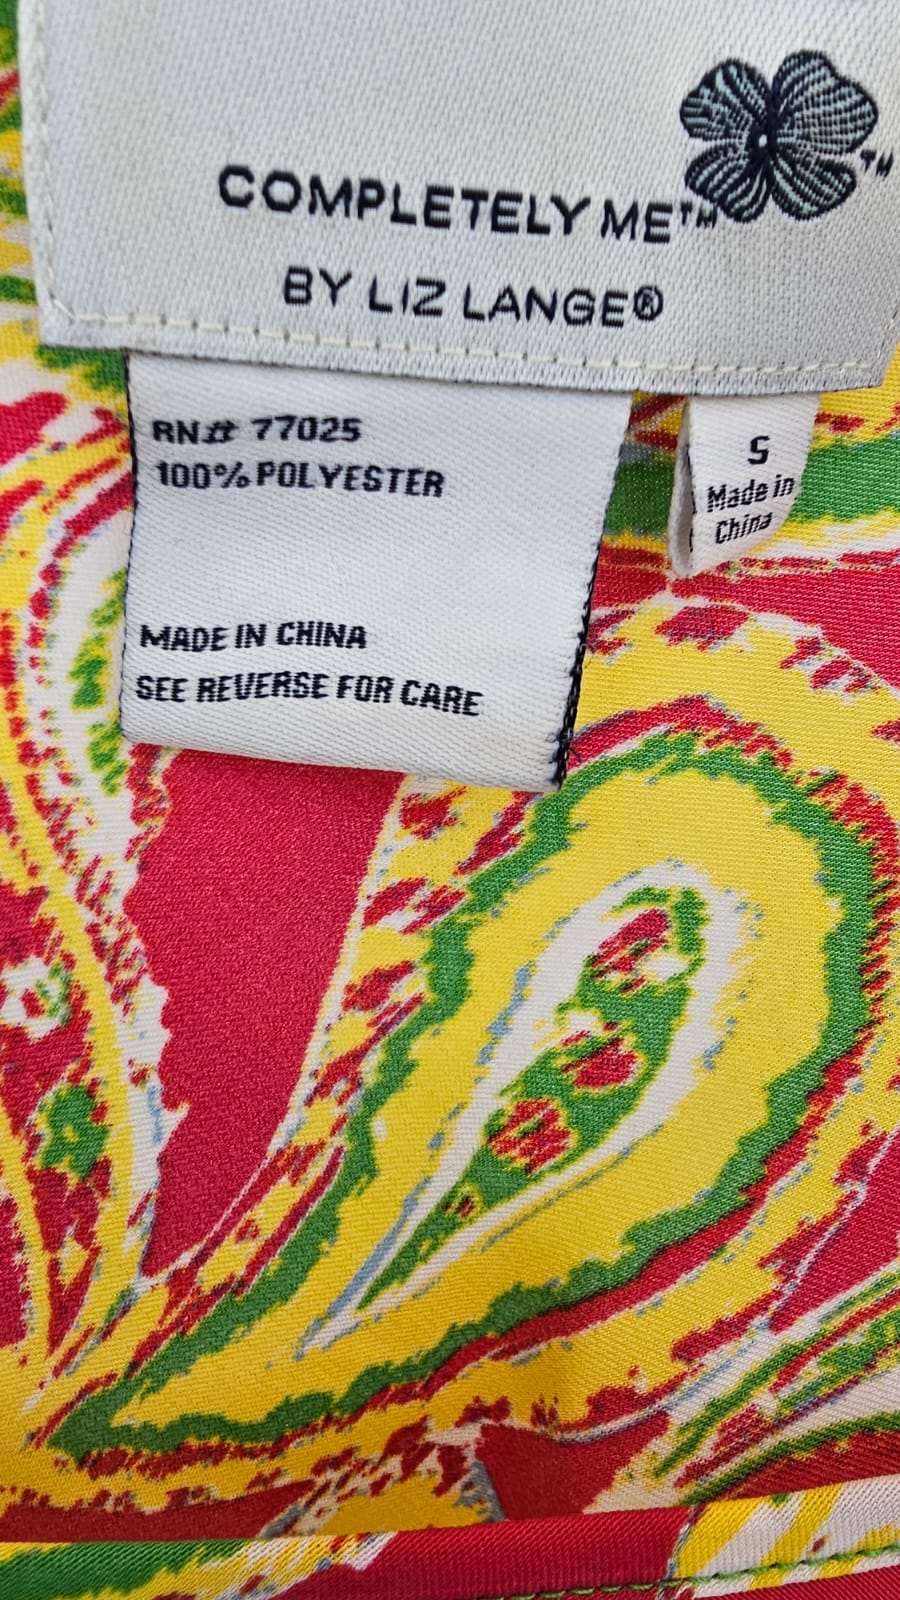 COMPLETELY ME™
BY LIZ LANGE®
™
RN# 77025
100% POLYESTER
MADE IN CHINA
SEE REVERSE FOR CARE
S
Made in
China